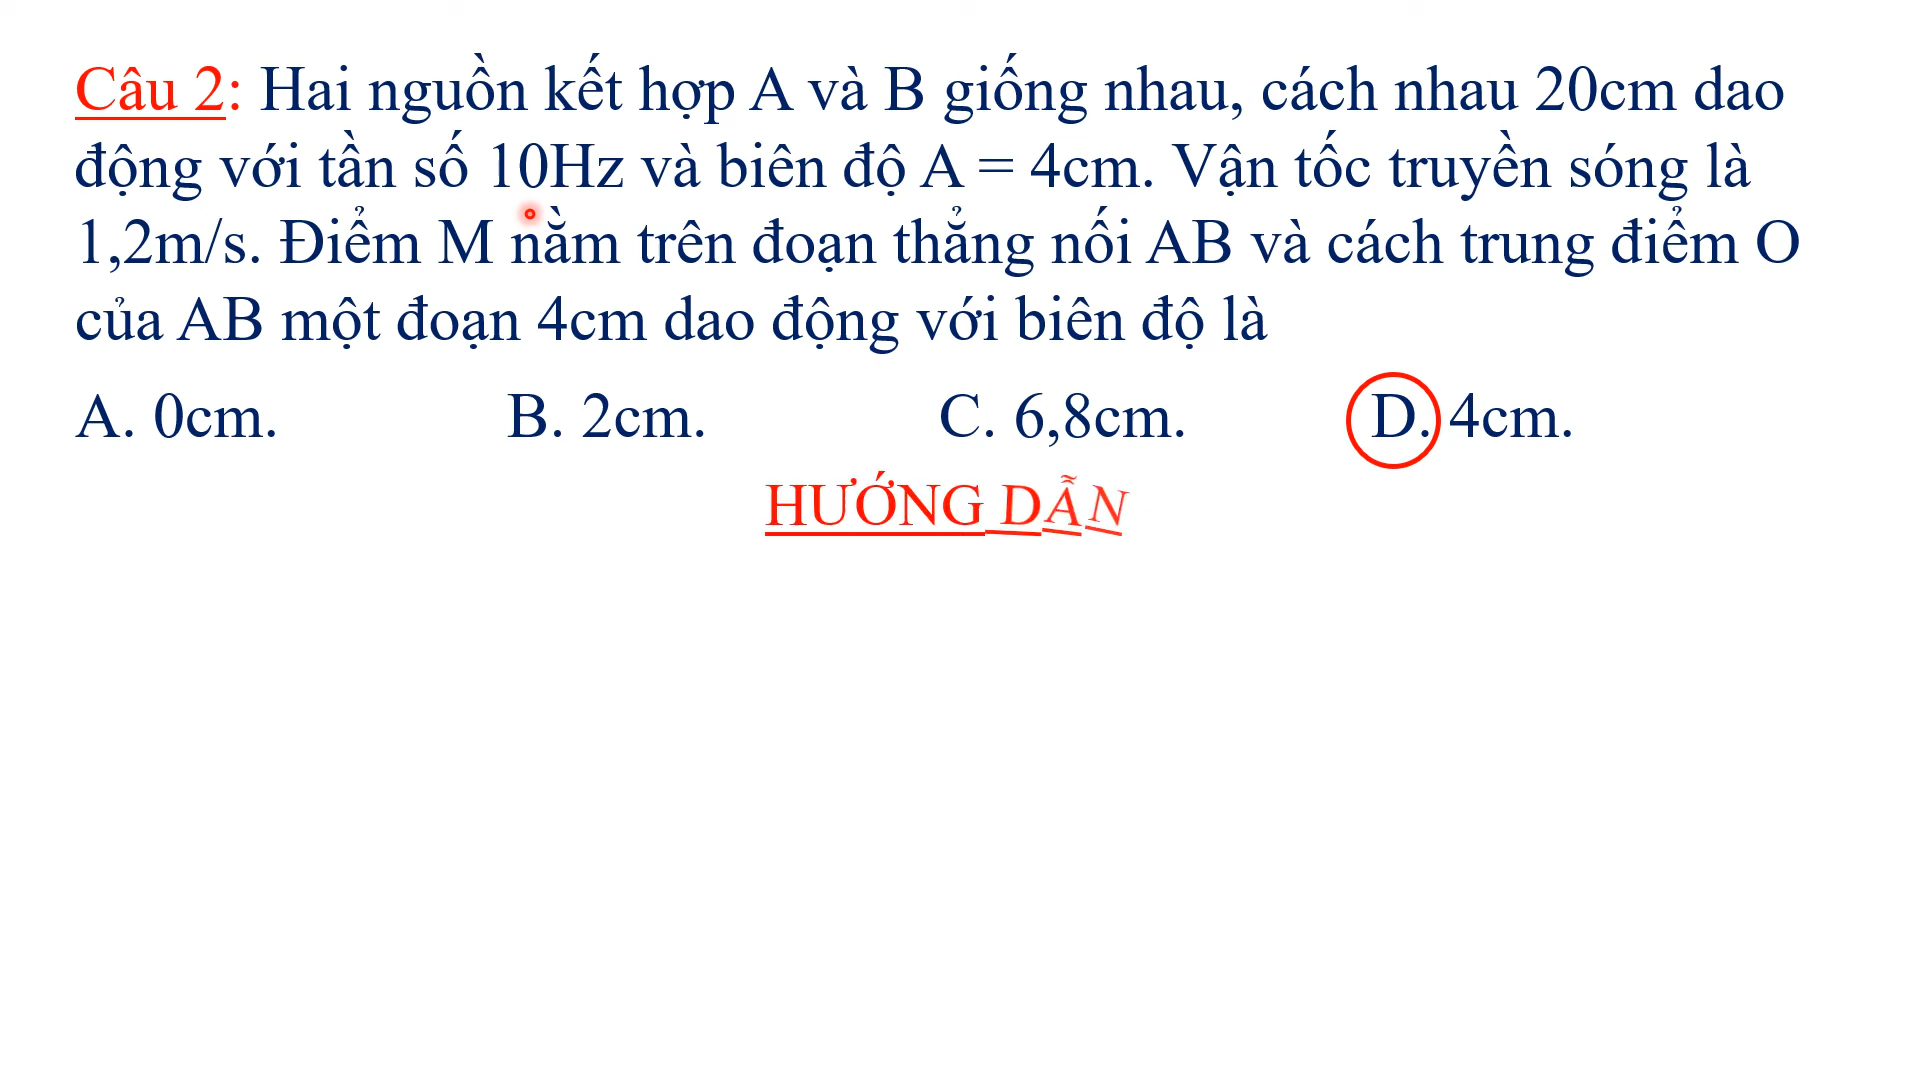 Câu 2: Hai nguồn kết hợp A và B giống nhau, cách nhau 20cm dao
động với tần số 10Hz và biên độ A = 4cm. Vận tốc truyền sóng là
1,2m/s. Điểm M nằm trên đoạn thẳng nối AB và cách trung điểm O
của AB một đoạn 4cm dao động với biên độ là
A. 0cm. B. 2cm. C. 6,8cm. D. 4cm.
HƯỚNG DẪN